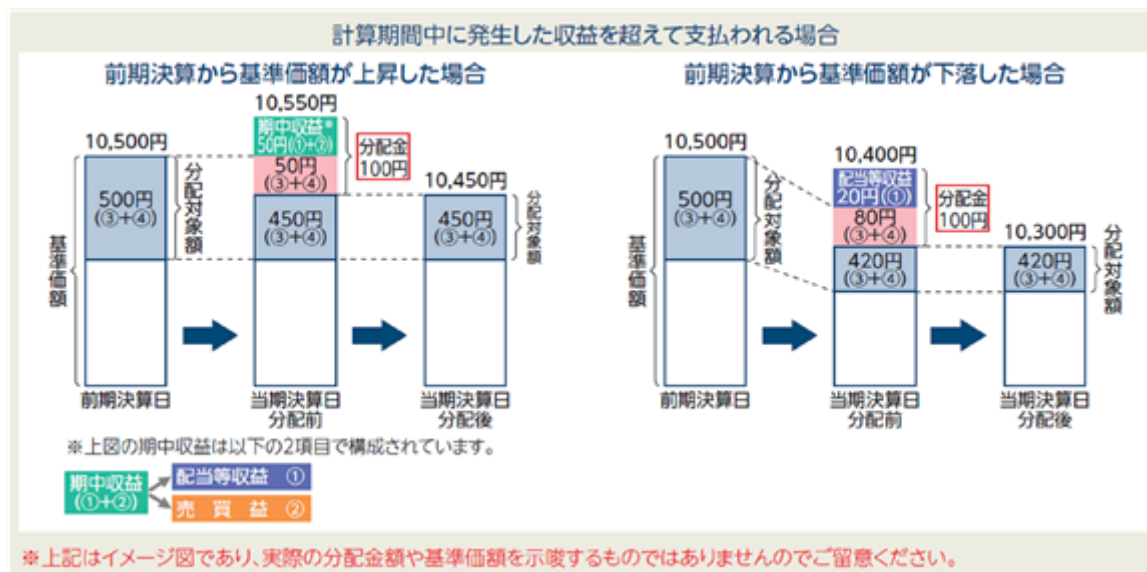 計算期間中に発生した収益を超えて支払われる場合
前期決算から基準価額が上昇した場合
10,550円
10,500円
期中収益※
50円(①+②)
50円
(③+④)
分配金
100円
10,450円
500円
(③+④)
分配対象額
450円
(③+④)
450円
(③+④)
分配対象額
基準価額
前期決算日
当期決算日
分配前
当期決算日
分配後
※上図の期中収益は以下の2項目で構成されています。
期中収益
(①+②)
配当等収益 ①
売買益 ②
前期決算から基準価額が下落した場合
10,500円
10,400円
配当等収益
20円(①)
80円
(③+④)
分配金
100円
10,300円
500円
(③+④)
分配対象額
420円
(③+④)
420円
(③+④)
分配対象額
基準価額
前期決算日
当期決算日
分配前
当期決算日
分配後
※上記はイメージ図であり、実際の分配金額や基準価額を示唆するものではありませんのでご留意ください。